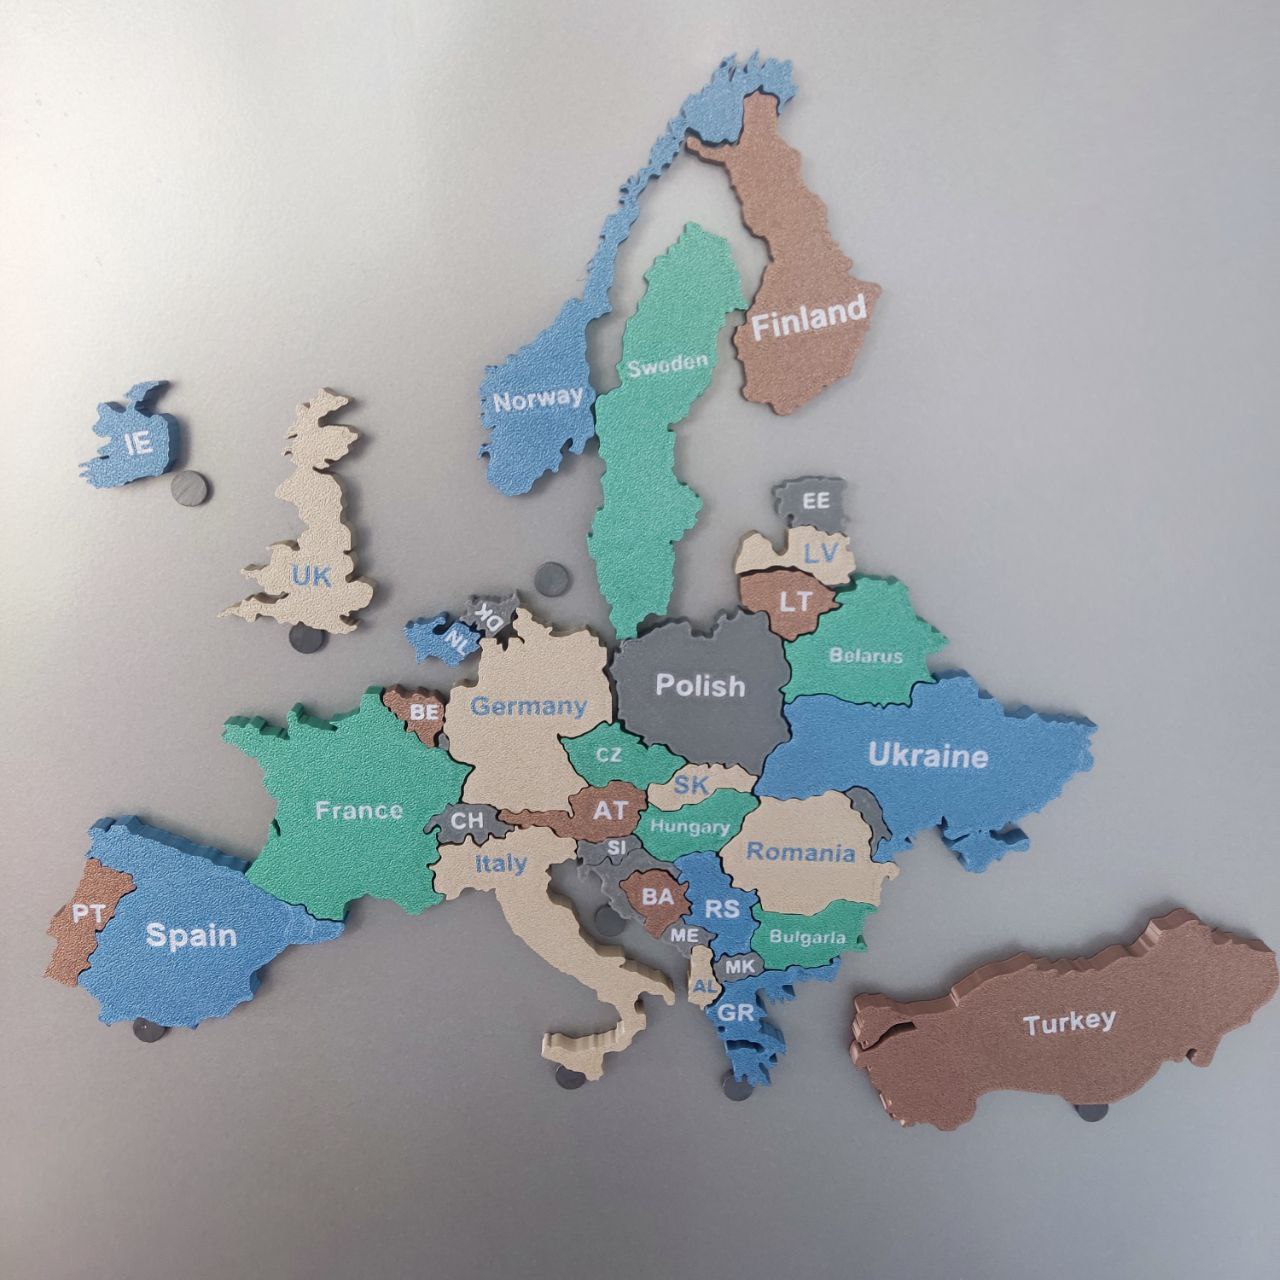 Finland
Sweden
Norway
IE
EE
LV
UK
LT
DK
NL
Belarus
Polish
Germany
BE
Ukraine
CZ
SK
France
AT
CH
Hungary
SI
Romania
Italy
BA
RS
PT
Spain
ME
Bulgaria
MK
AL
GR
Turkey